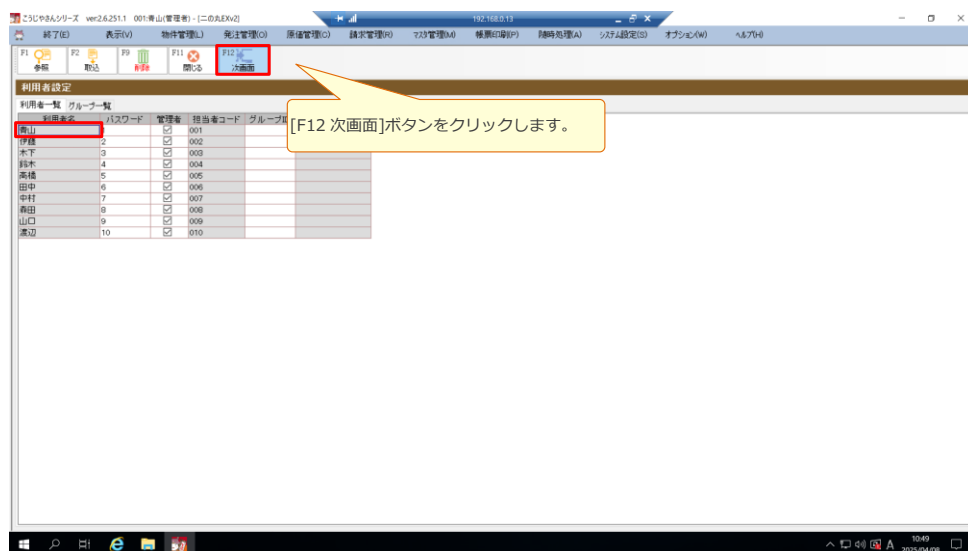 こうじやさんシリーズ ver.2.6.251.1 001:青山(管理者) - [二の丸EXv2]
192.168.0.13
終了(E) 表示(V) 物件管理(L) 発注管理(O) 原価管理(C) 請求管理(R) マスタ管理(M) 帳票印刷(P) 随時処理(A) システム設定(S) オプション(W) ヘルプ(H)
F1 参照 F2 取込 F9 削除 F11 閉じる F12 次画面
利用者設定
利用者一覧 グループ一覧
利用者名 パスワード 管理者 担当者コード グループID
[F12 次画面]ボタンをクリックします。
青山 1 001
伊藤 2 002
木下 3 003
鈴木 4 004
高橋 5 005
田中 6 006
中村 7 007
森田 8 008
山口 9 009
渡辺 10 010
A 10:49
2025/04/08